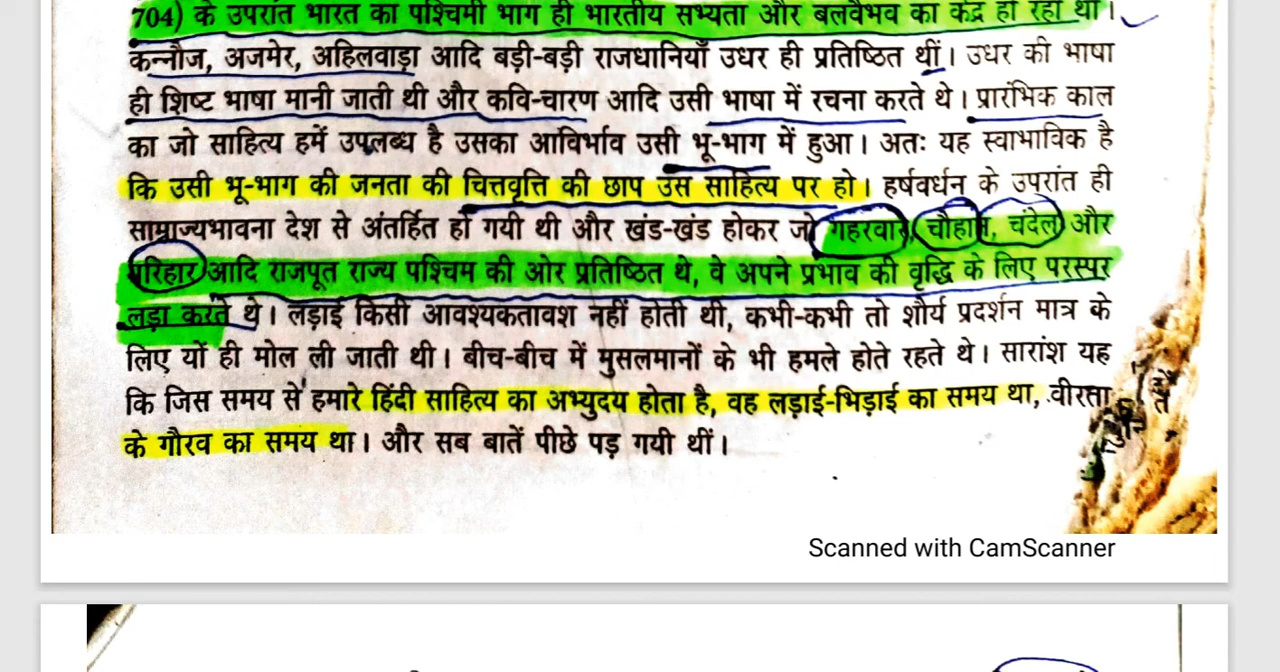 704) के उपरांत भारत का पश्चिमी भाग ही भारतीय सभ्यता और बलवैभव का केंद्र हो रहा था।
कन्नौज, अजमेर, अहिलवाड़ा आदि बड़ी-बड़ी राजधानियाँ उधर ही प्रतिष्ठित थीं। उधर की भाषा
ही शिष्ट भाषा मानी जाती थी और कवि-चारण आदि उसी भाषा में रचना करते थे। प्रारंभिक काल
का जो साहित्य हमें उपलब्ध है उसका आविर्भाव उसी भू-भाग में हुआ। अतः यह स्वाभाविक है
कि उसी भू-भाग की जनता की चित्तवृत्ति की छाप उस साहित्य पर हो। हर्षवर्धन के उपरांत ही
साम्राज्यभावना देश से अंतर्हित हो गयी थी और खंड-खंड होकर जो गहरवार, चौहान, चंदेल और
परिहार आदि राजपूत राज्य पश्चिम की ओर प्रतिष्ठित थे, वे अपने प्रभाव की वृद्धि के लिए परस्पर
लड़ा करते थे। लड़ाई किसी आवश्यकतावश नहीं होती थी, कभी-कभी तो शौर्य प्रदर्शन मात्र के
लिए यों ही मोल ली जाती थी। बीच-बीच में मुसलमानों के भी हमले होते रहते थे। सारांश यह
कि जिस समय से हमारे हिंदी साहित्य का अभ्युदय होता है, वह लड़ाई-भिड़ाई का समय था, वीरता
के गौरव का समय था। और सब बातें पीछे पड़ गयी थीं।
Scanned with CamScanner